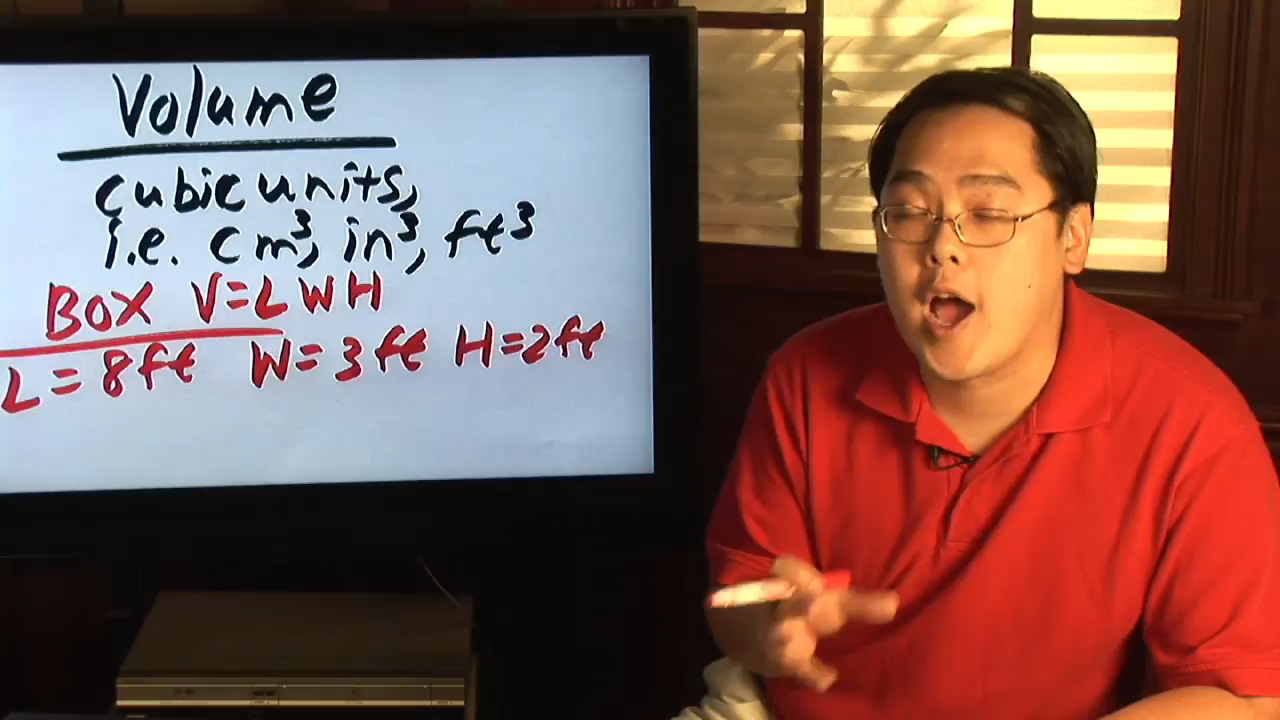 Volume
cubic units,
i.e. cm³, in³, ft³
BOX V=LWH
L=8ft W=3ft H=2ft